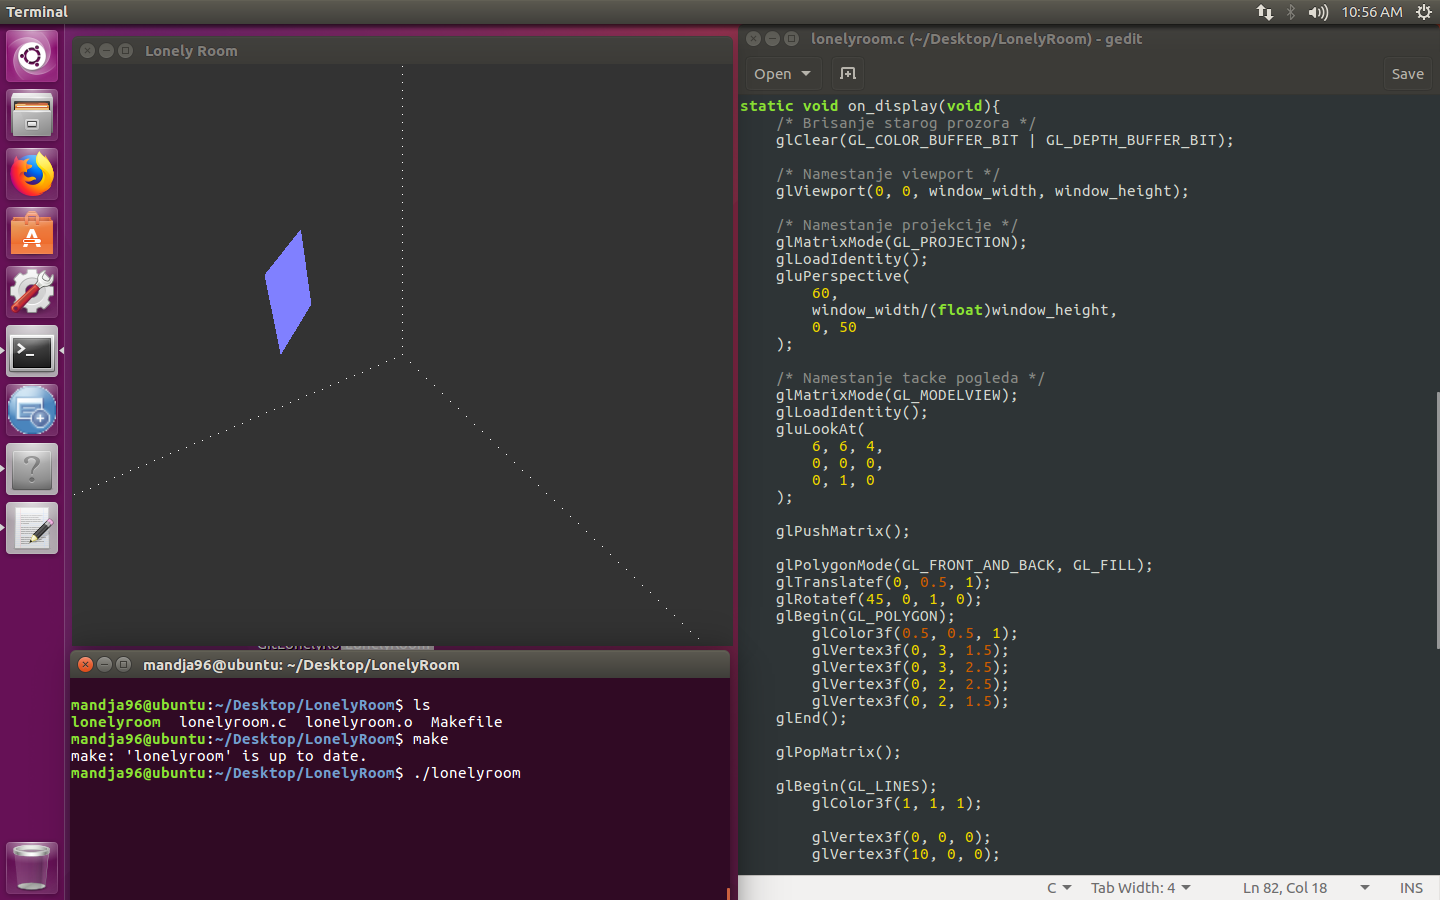 Terminal
10:56 AM
Lonely Room
lonelyroom.c (~/Desktop/LonelyRoom) - gedit
Open
Save
static void on_display(void){
/* Brisanje starog prozora */
glClear(GL_COLOR_BUFFER_BIT | GL_DEPTH_BUFFER_BIT);
/* Namestanje viewport */
glViewport(0, 0, window_width, window_height);
/* Namestanje projekcije */
glMatrixMode(GL_PROJECTION);
glLoadIdentity();
gluPerspective(
60,
window_width/(float)window_height,
0, 50
);
/* Namestanje tacke pogleda */
glMatrixMode(GL_MODELVIEW);
glLoadIdentity();
gluLookAt(
6, 6, 4,
0, 0, 0,
0, 1, 0
);
glPushMatrix();
glPolygonMode(GL_FRONT_AND_BACK, GL_FILL);
glTranslatef(0, 0.5, 1);
glRotatef(45, 0, 1, 0);
glBegin(GL_POLYGON);
glColor3f(0.5, 0.5, 1);
glVertex3f(0, 3, 1.5);
glVertex3f(0, 3, 2.5);
glVertex3f(0, 2, 2.5);
glVertex3f(0, 2, 1.5);
glEnd();
glPopMatrix();
glBegin(GL_LINES);
glColor3f(1, 1, 1);
glVertex3f(0, 0, 0);
glVertex3f(10, 0, 0);
C
Tab Width: 4
Ln 82, Col 18
INS
mandja96@ubuntu: ~/Desktop/LonelyRoom
mandja96@ubuntu:~/Desktop/LonelyRoom$ ls
lonelyroom lonelyroom.c lonelyroom.o Makefile
mandja96@ubuntu:~/Desktop/LonelyRoom$ make
make: 'lonelyroom' is up to date.
mandja96@ubuntu:~/Desktop/LonelyRoom$ ./lonelyroom